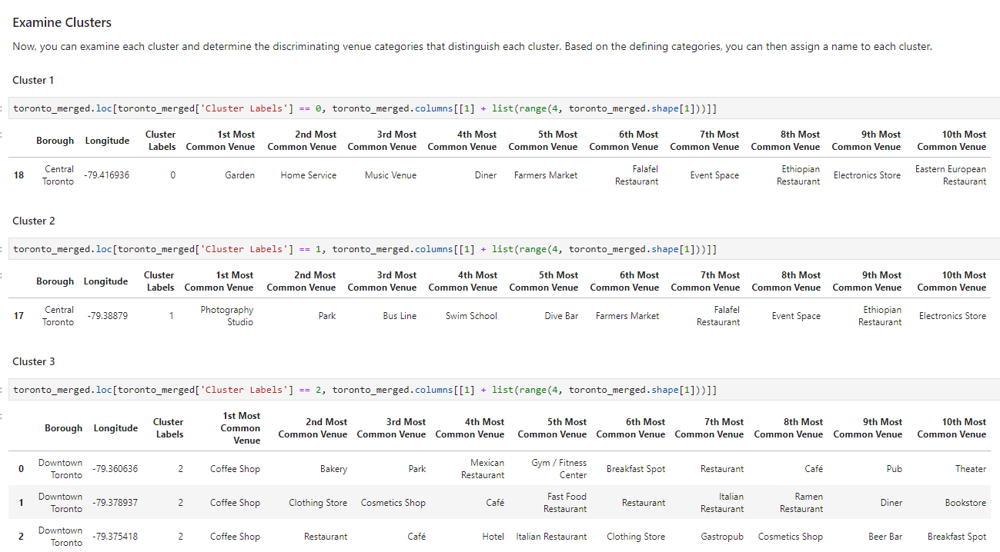 Examine Clusters
Now, you can examine each cluster and determine the discriminating venue categories that distinguish each cluster. Based on the defining categories, you can then assign a name to each cluster.
Cluster 1
: toronto_merged.loc[toronto_merged['Cluster Labels'] == 0, toronto_merged.columns[[1] + list(range(4, toronto_merged.shape[1]))]]
: Borough Longitude Cluster Labels 1st Most Common Venue 2nd Most Common Venue 3rd Most Common Venue 4th Most Common Venue 5th Most Common Venue 6th Most Common Venue 7th Most Common Venue 8th Most Common Venue 9th Most Common Venue 10th Most Common Venue
18 Central Toronto -79.416936 0 Garden Home Service Music Venue Diner Farmers Market Falafel Restaurant Event Space Ethiopian Restaurant Electronics Store Eastern European Restaurant
Cluster 2
: toronto_merged.loc[toronto_merged['Cluster Labels'] == 1, toronto_merged.columns[[1] + list(range(4, toronto_merged.shape[1]))]]
: Borough Longitude Cluster Labels 1st Most Common Venue 2nd Most Common Venue 3rd Most Common Venue 4th Most Common Venue 5th Most Common Venue 6th Most Common Venue 7th Most Common Venue 8th Most Common Venue 9th Most Common Venue 10th Most Common Venue
17 Central Toronto -79.38879 1 Photography Studio Park Bus Line Swim School Dive Bar Farmers Market Falafel Restaurant Event Space Ethiopian Restaurant Electronics Store
Cluster 3
: toronto_merged.loc[toronto_merged['Cluster Labels'] == 2, toronto_merged.columns[[1] + list(range(4, toronto_merged.shape[1]))]]
: Borough Longitude Cluster Labels 1st Most Common Venue 2nd Most Common Venue 3rd Most Common Venue 4th Most Common Venue 5th Most Common Venue 6th Most Common Venue 7th Most Common Venue 8th Most Common Venue 9th Most Common Venue 10th Most Common Venue
0 Downtown Toronto -79.360636 2 Coffee Shop Bakery Park Mexican Restaurant Gym / Fitness Center Breakfast Spot Restaurant Café Pub Theater
1 Downtown Toronto -79.378937 2 Coffee Shop Clothing Store Cosmetics Shop Café Fast Food Restaurant Restaurant Italian Restaurant Ramen Restaurant Diner Bookstore
2 Downtown Toronto -79.375418 2 Coffee Shop Restaurant Café Hotel Italian Restaurant Clothing Store Gastropub Cosmetics Shop Beer Bar Breakfast Spot